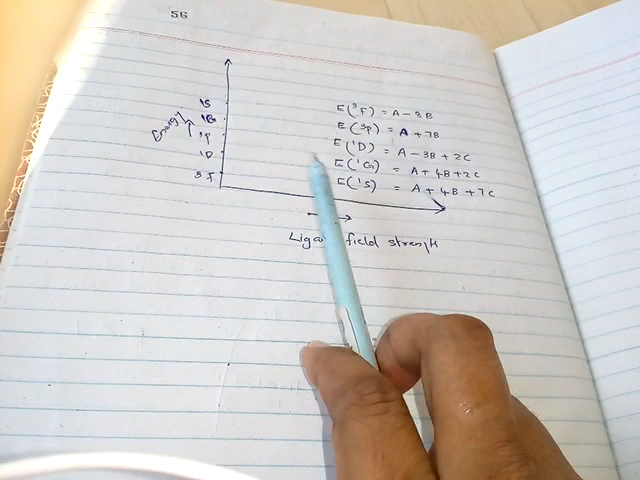 56
Energy
1S
1G
3P
1D
3F
E(³F) = A - 8B
E(³P) = A + 7B
E(¹D) = A - 3B + 2C
E(¹G) = A + 4B + 2C
E(¹S) = A + 4B + 7C
field strength